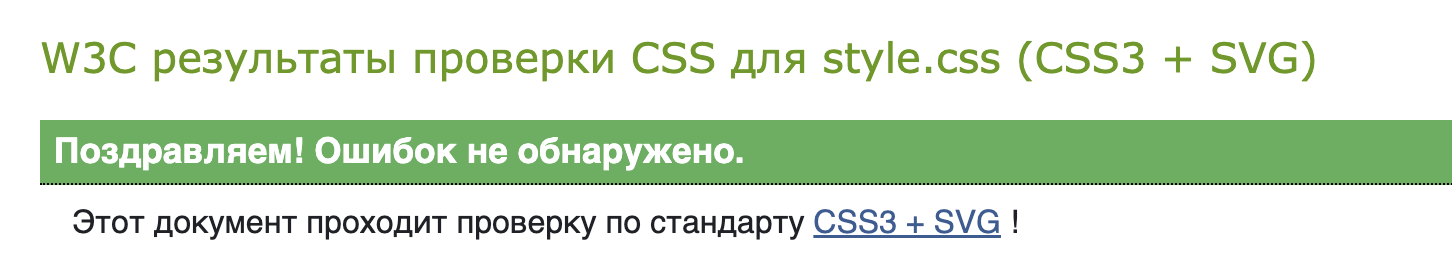 W3C результаты проверки CSS для style.css (CSS3 + SVG)
Поздравляем! Ошибок не обнаружено.
Этот документ проходит проверку по стандарту CSS3 + SVG !